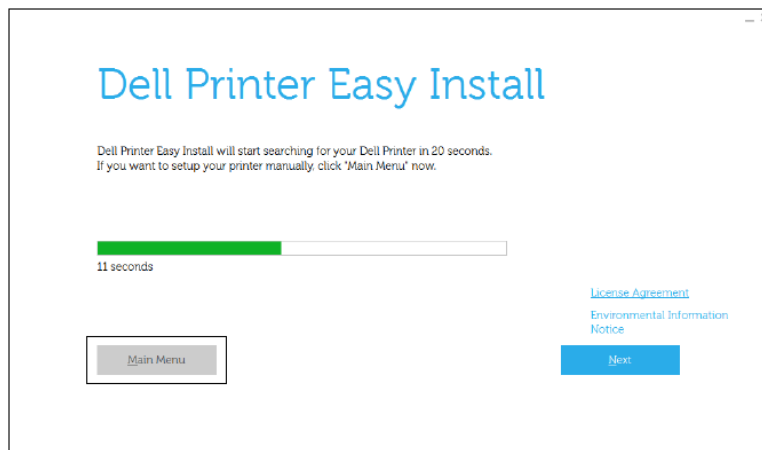 Dell Printer Easy Install
Dell Printer Easy Install will start searching for your Dell Printer in 20 seconds.
If you want to setup your printer manually, click "Main Menu" now.
11 seconds
License Agreement
Environmental Information
Notice
Main Menu
Next